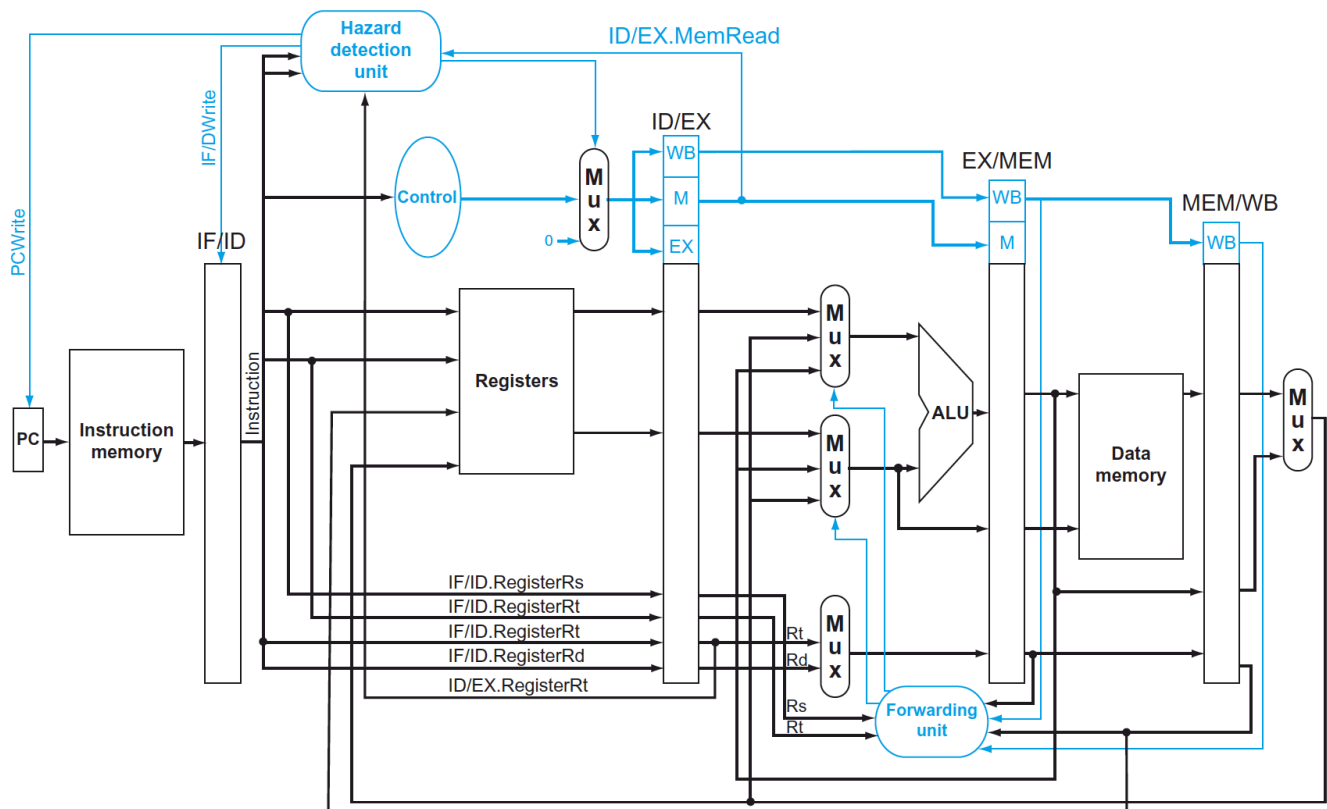 Hazard
detection
unit
ID/EX.MemRead
PCWrite
IF/DWrite
ID/EX
WB
M
EX
Control
0
M
u
x
EX/MEM
WB
M
MEM/WB
WB
IF/ID
PC
Instruction
memory
Instruction
Registers
M
u
x
M
u
x
ALU
Data
memory
M
u
x
IF/ID.RegisterRs
IF/ID.RegisterRt
IF/ID.RegisterRt
IF/ID.RegisterRd
ID/EX.RegisterRt
Rt
Rd
M
u
x
Rs
Rt
Forwarding
unit